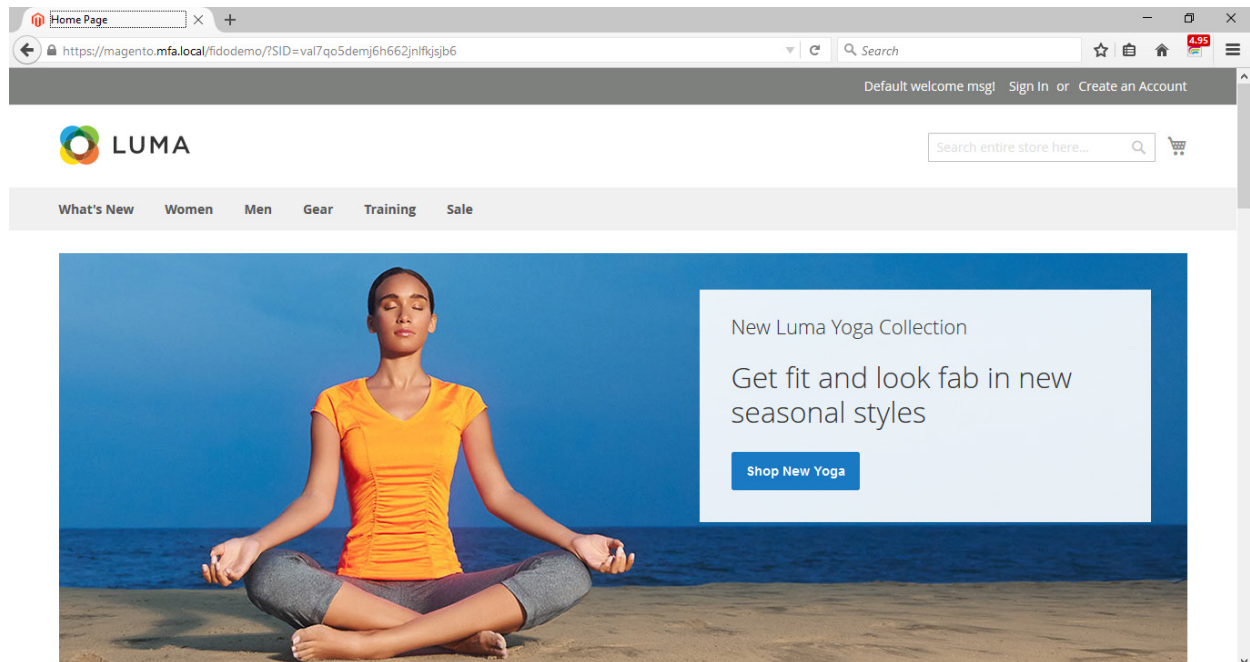 Home Page
https://magento.mfa.local/fidodemo/?SID=val7qo5demj6h662jnlfkjsjb6
Search
4.95
Default welcome msg! Sign In or Create an Account
LUMA
Search entire store here...
What's New Women Men Gear Training Sale
New Luma Yoga Collection
Get fit and look fab in new
seasonal styles
Shop New Yoga